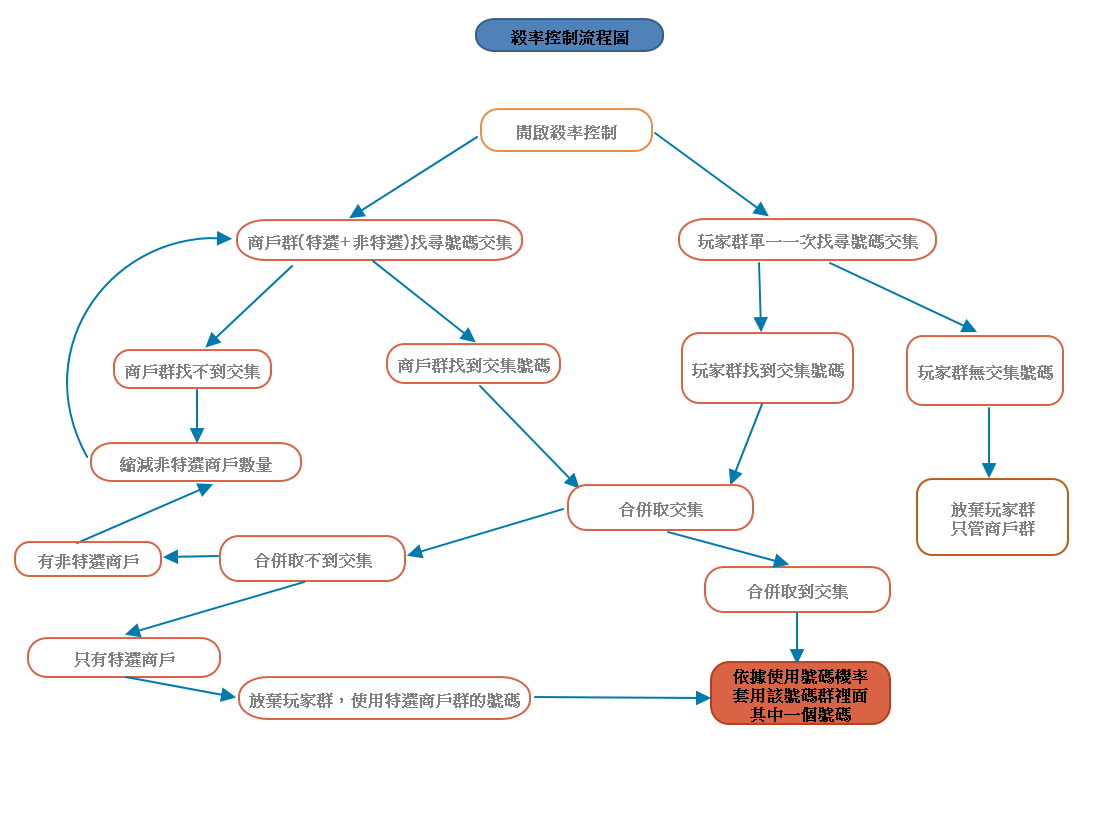 殺率控制流程圖
開啟殺率控制
商戶群(特選+非特選)找尋號碼交集
玩家群單一一次找尋號碼交集
商戶群找不到交集
商戶群找到交集號碼
玩家群找到交集號碼
玩家群無交集號碼
縮減非特選商戶數量
合併取交集
放棄玩家群
只管商戶群
有非特選商戶
合併取不到交集
合併取到交集
只有特選商戶
放棄玩家群，使用特選商戶群的號碼
依據使用號碼機率
套用該號碼群裡面
其中一個號碼